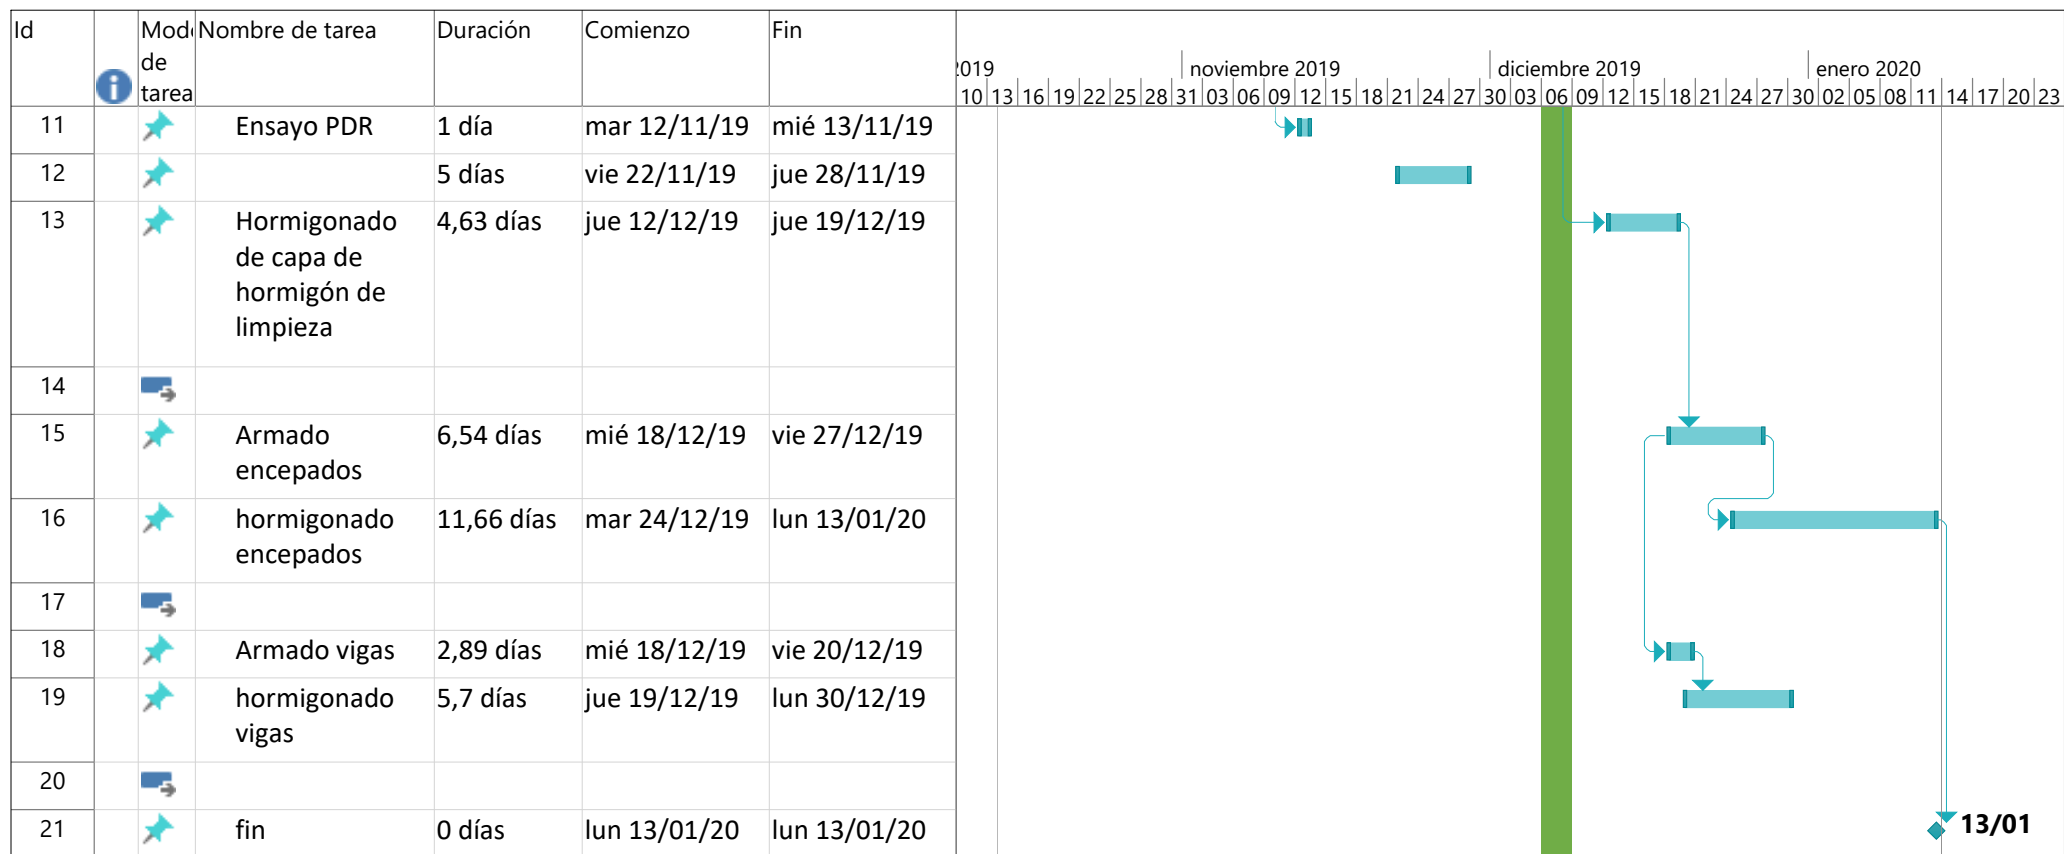 Id
Modo
de
tarea
Nombre de tarea
Duración
Comienzo
Fin
2019
noviembre 2019
diciembre 2019
enero 2020
10 13 16 19 22 25 28 31 03 06 09 12 15 18 21 24 27 30 03 06 09 12 15 18 21 24 27 30 02 05 08 11 14 17 20 23
11 Ensayo PDR 1 día mar 12/11/19 mié 13/11/19
12 5 días vie 22/11/19 jue 28/11/19
13 Hormigonado 4,63 días jue 12/12/19 jue 19/12/19
de capa de
hormigón de
limpieza
14
15 Armado 6,54 días mié 18/12/19 vie 27/12/19
encepados
16 hormigonado 11,66 días mar 24/12/19 lun 13/01/20
encepados
17
18 Armado vigas 2,89 días mié 18/12/19 vie 20/12/19
19 hormigonado 5,7 días jue 19/12/19 lun 30/12/19
vigas
20
21 fin 0 días lun 13/01/20 lun 13/01/20
13/01